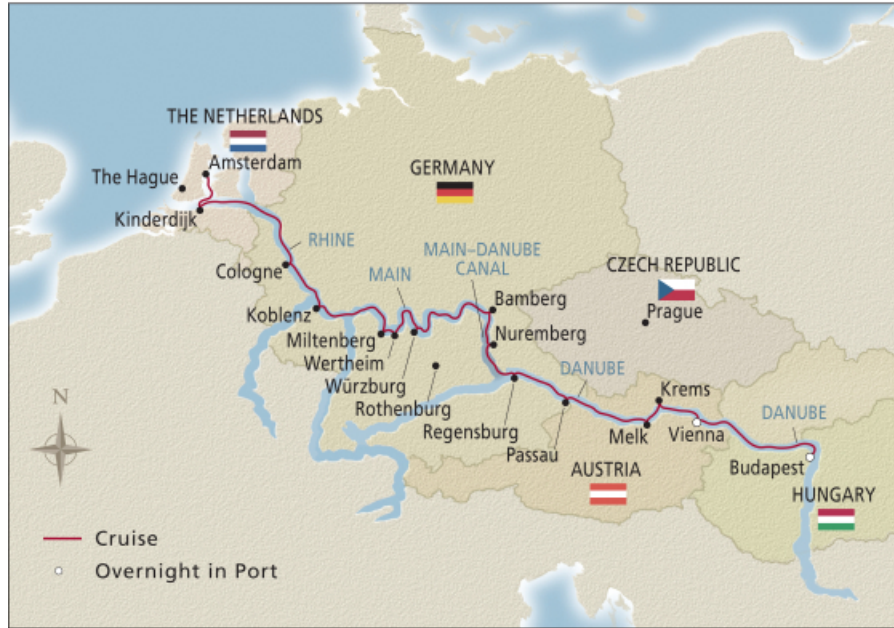 THE NETHERLANDS
Amsterdam
The Hague
Kinderdijk
GERMANY
RHINE
Cologne
MAIN
MAIN–DANUBE
CANAL
CZECH REPUBLIC
Prague
Koblenz
Bamberg
Miltenberg
Nuremberg
Wertheim
Würzburg
Rothenburg
DANUBE
Krems
Regensburg
Passau
Melk
Vienna
DANUBE
Budapest
AUSTRIA
HUNGARY
N
Cruise
Overnight in Port